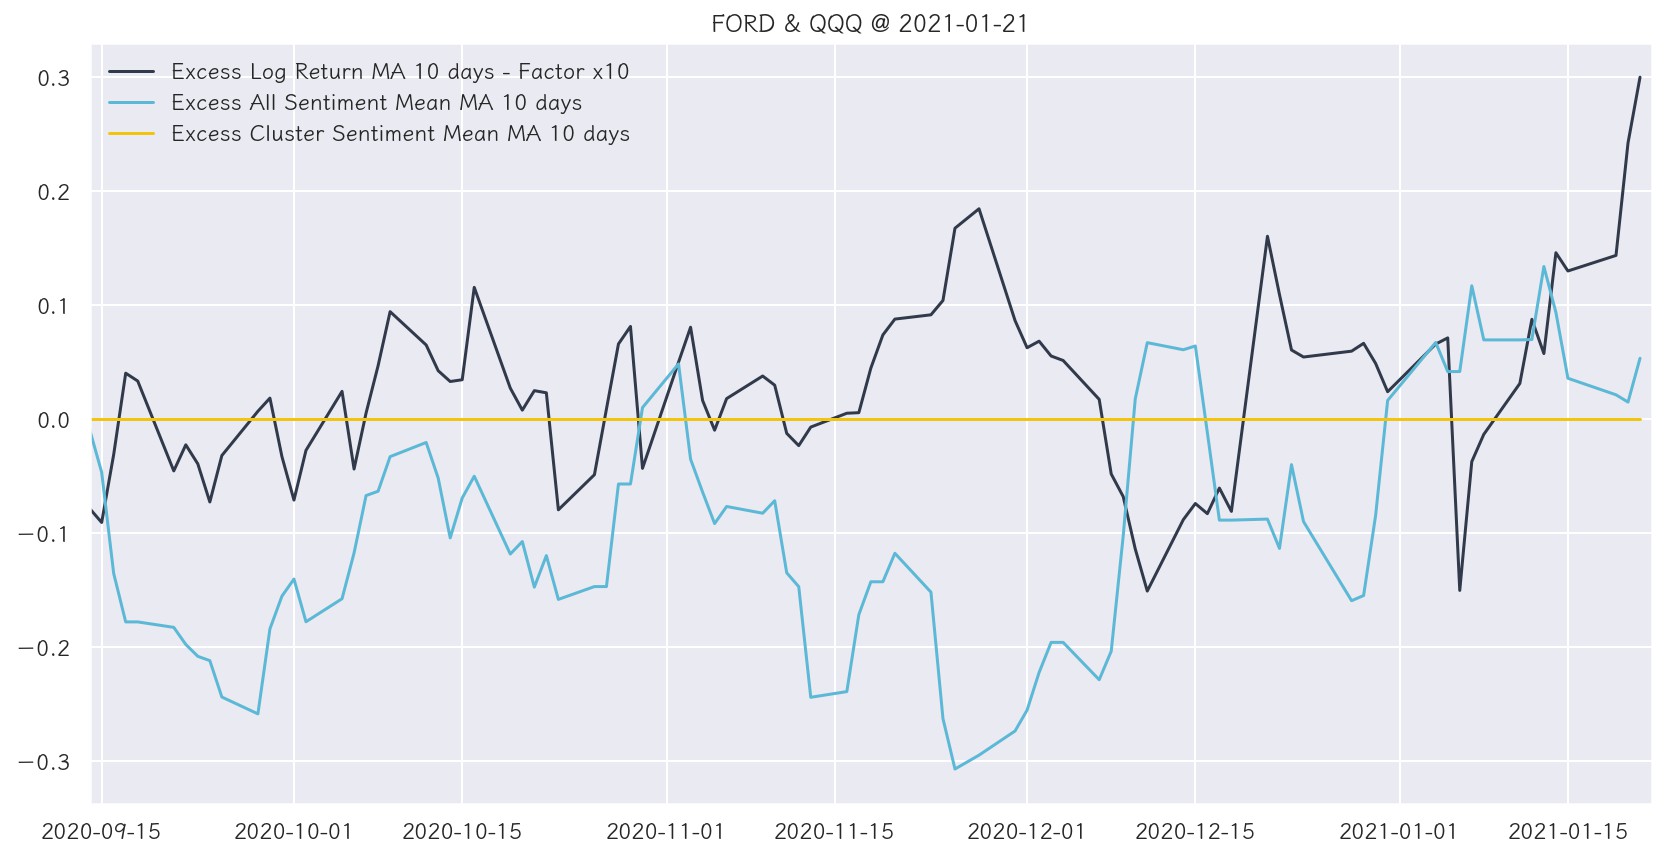 FORD & QQQ @ 2021-01-21
Excess Log Return MA 10 days - Factor x10
Excess All Sentiment Mean MA 10 days
Excess Cluster Sentiment Mean MA 10 days
0.3
0.2
0.1
0.0
−0.1
−0.2
−0.3
2020-09-15 2020-10-01 2020-10-15 2020-11-01 2020-11-15 2020-12-01 2020-12-15 2021-01-01 2021-01-15